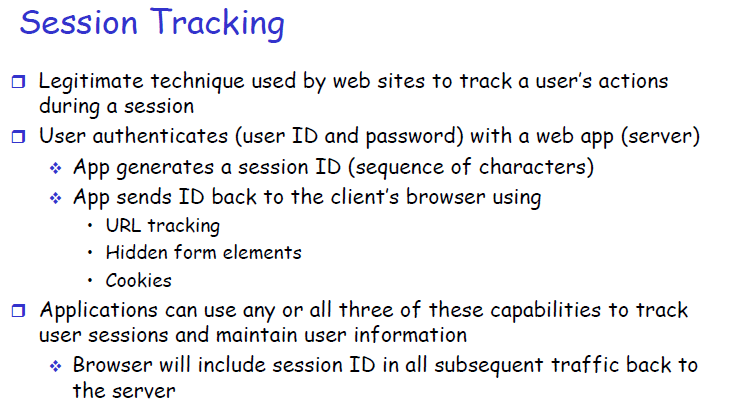 Session Tracking
Legitimate technique used by web sites to track a user's actions
during a session
User authenticates (user ID and password) with a web app (server)
App generates a session ID (sequence of characters)
App sends ID back to the client's browser using
• URL tracking
• Hidden form elements
• Cookies
Applications can use any or all three of these capabilities to track
user sessions and maintain user information
Browser will include session ID in all subsequent traffic back to
the server